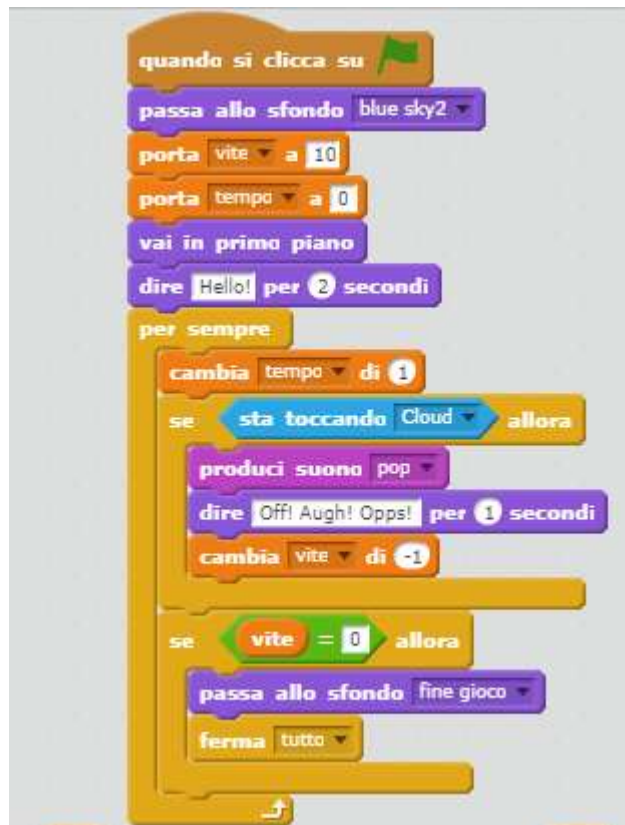 quando si clicca su
passa allo sfondo blue sky2
porta vite a 10
porta tempo a 0
vai in primo piano
dire Hello! per 2 secondi
per sempre
cambia tempo di 1
se sta toccando Cloud allora
produci suono pop
dire Off! Augh! Opps! per 1 secondi
cambia vite di -1
se vite = 0 allora
passa allo sfondo fine gioco
ferma tutto